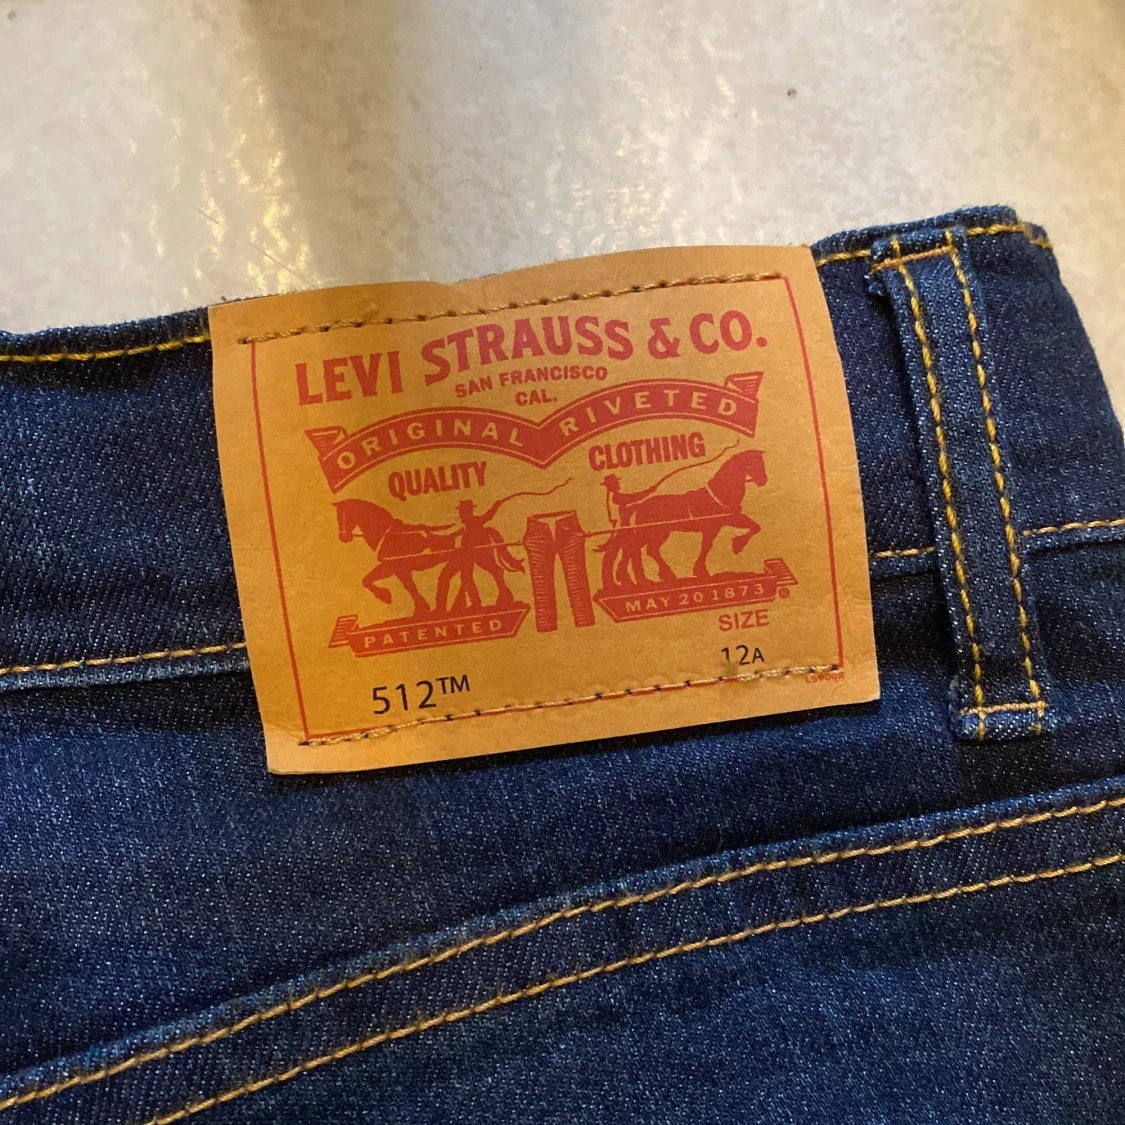 LEVI STRAUSS & CO.
SAN FRANCISCO
CAL.
ORIGINAL RIVETED
QUALITY CLOTHING
PATENTED
MAY 20 1873 ®
SIZE
512™ 12A